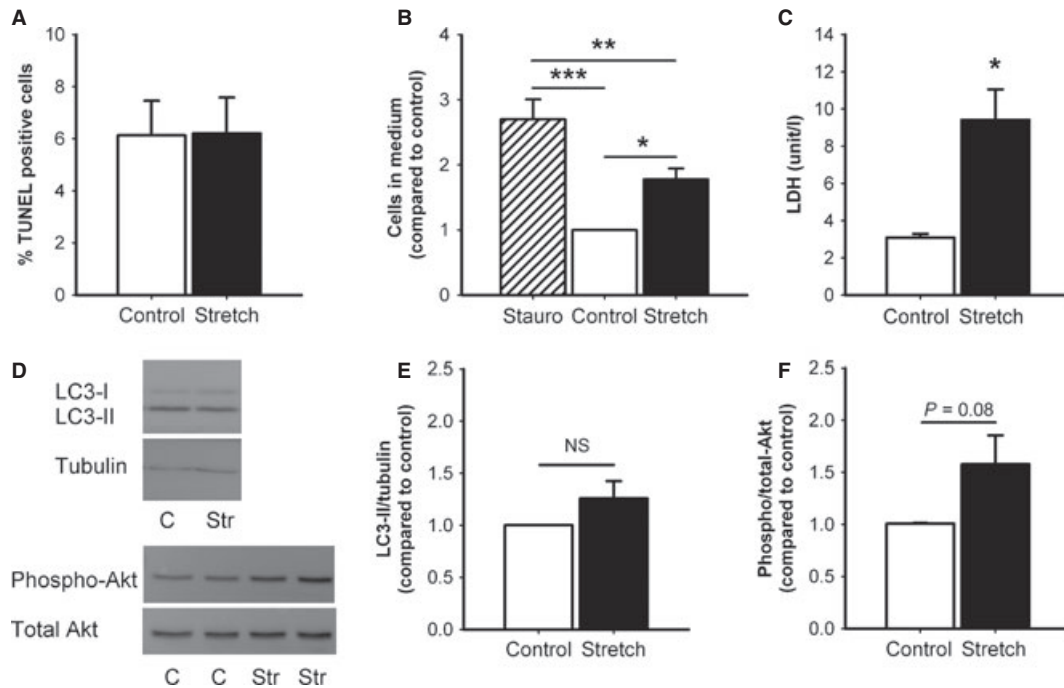 A
% TUNEL positive cells
10
8
6
4
2
0
Control Stretch
B
Cells in medium
(compared to control)
4
3
2
1
0
**
***
*
Stauro Control Stretch
C
LDH (unit/l)
14
12
10
8
6
4
2
0
*
Control Stretch
D
LC3-I
LC3-II
Tubulin
C Str
Phospho-Akt
Total Akt
C C Str Str
E
LC3-II/tubulin
(compared to control)
2.5
2.0
1.5
1.0
0.5
0.0
NS
Control Stretch
F
Phospho/total-Akt
(compared to control)
2.5
2.0
1.5
1.0
0.5
0.0
P = 0.08
Control Stretch